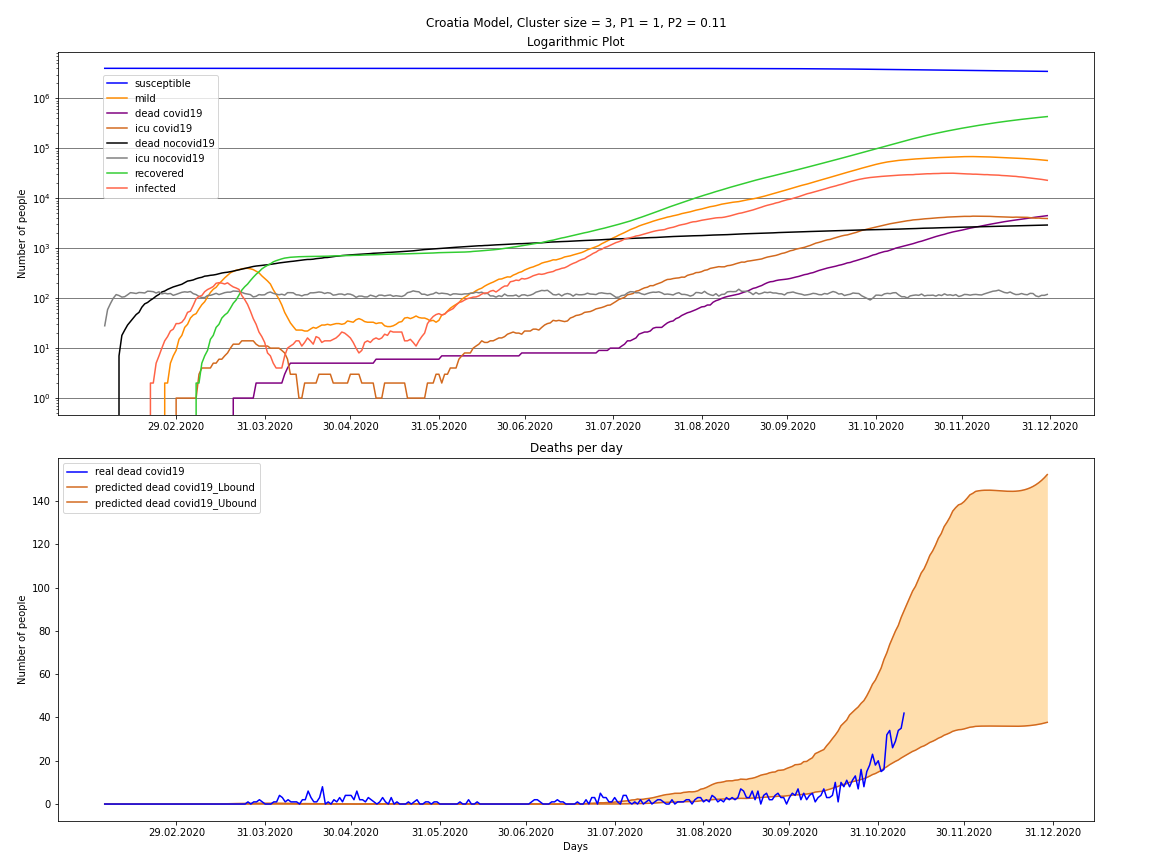 Croatia Model, Cluster size = 3, P1 = 1, P2 = 0.11
Logarithmic Plot
Number of people
10⁶
10⁵
10⁴
10³
10²
10¹
10⁰
susceptible
mild
dead covid19
icu covid19
dead nocovid19
icu nocovid19
recovered
infected
29.02.2020 31.03.2020 30.04.2020 31.05.2020 30.06.2020 31.07.2020 31.08.2020 30.09.2020 31.10.2020 30.11.2020 31.12.2020
Deaths per day
Number of people
140
120
100
80
60
40
20
0
real dead covid19
predicted dead covid19_Lbound
predicted dead covid19_Ubound
29.02.2020 31.03.2020 30.04.2020 31.05.2020 30.06.2020 31.07.2020 31.08.2020 30.09.2020 31.10.2020 30.11.2020 31.12.2020
Days